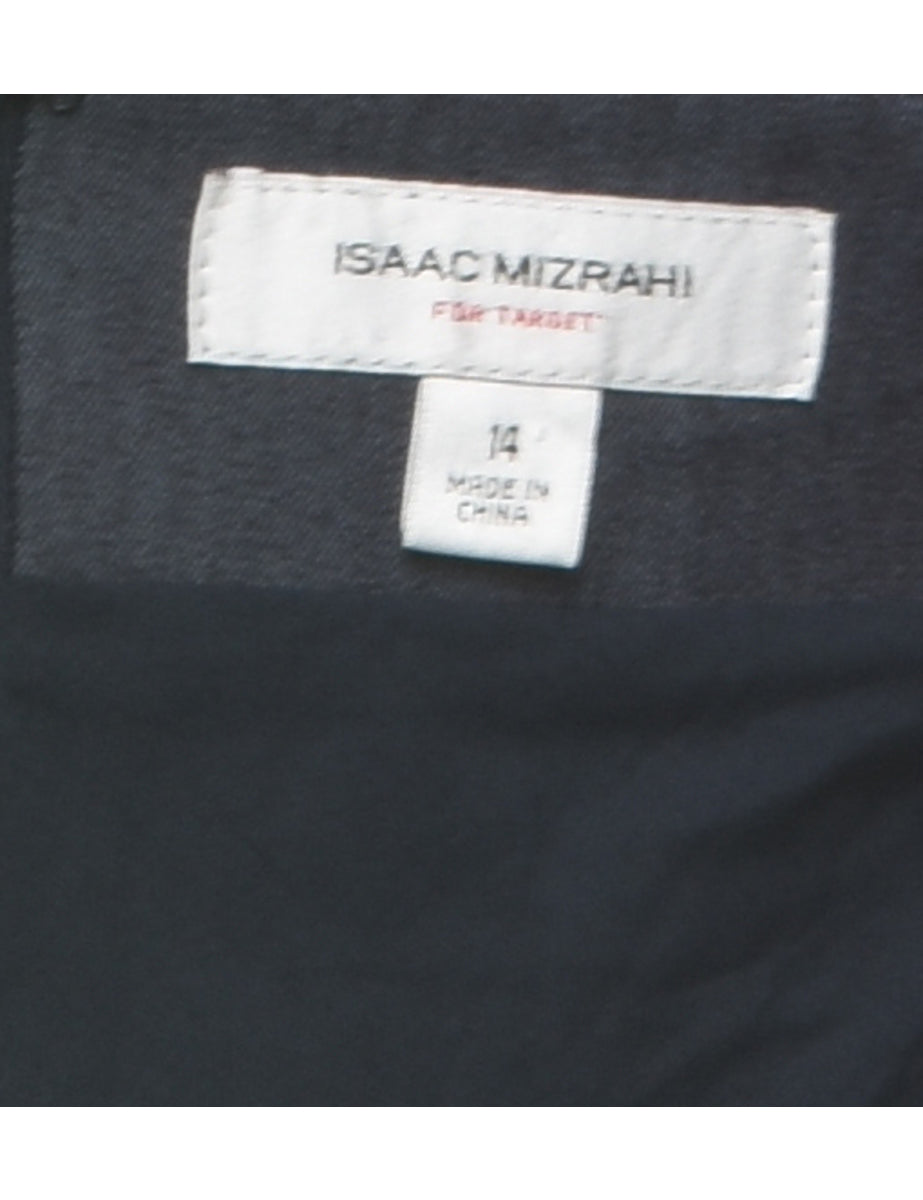 ISAAC MIZRAHI
FOR TARGET
14
MADE IN
CHINA